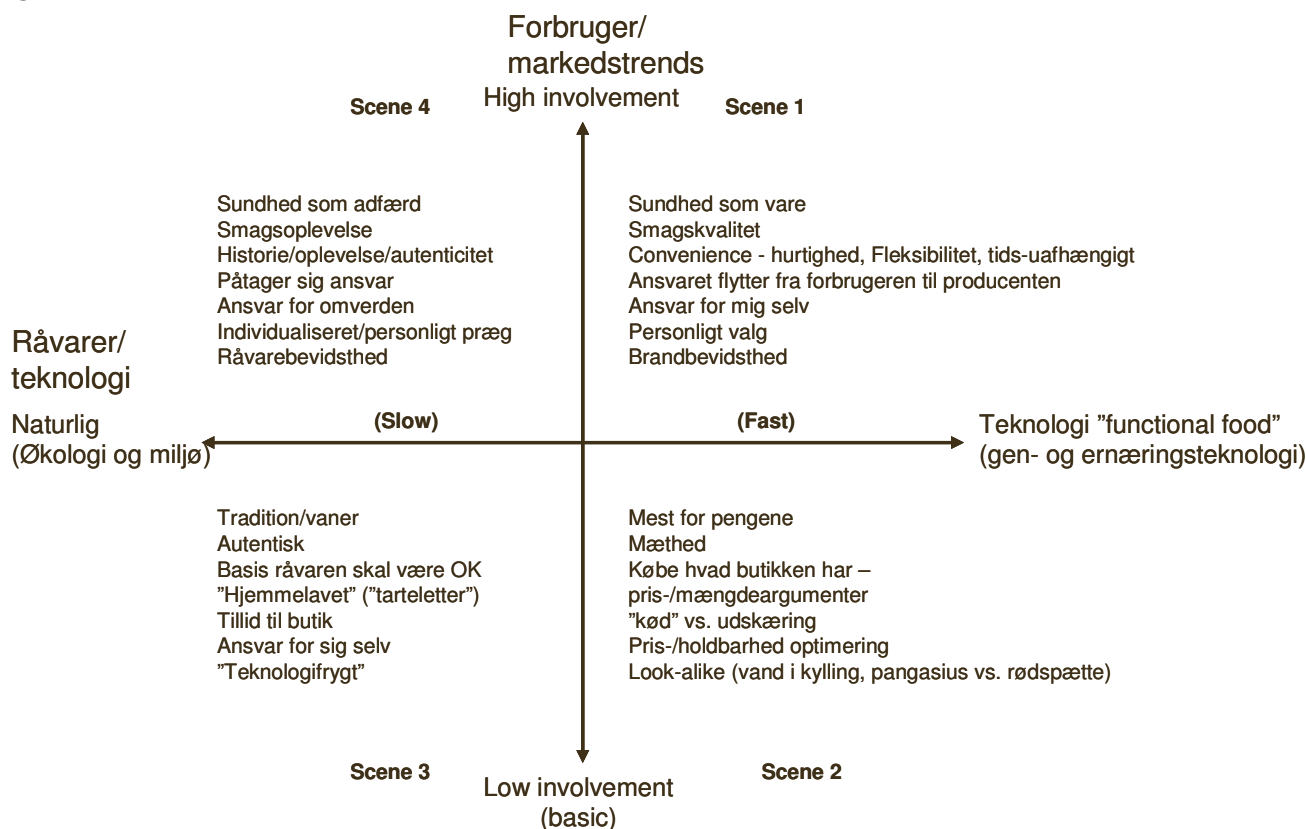 Forbruger/
markedstrends
High involvement
Scene 4
Scene 1
Sundhed som adfærd
Smagsoplevelse
Historie/oplevelse/autenticitet
Påtager sig ansvar
Ansvar for omverden
Individualiseret/personligt præg
Råvarebevidsthed
Sundhed som vare
Smagskvalitet
Convenience - hurtighed, Fleksibilitet, tids-uafhængigt
Ansvaret flytter fra forbrugeren til producenten
Ansvar for mig selv
Personligt valg
Brandbevidsthed
Råvarer/
teknologi
Naturlig
(Økologi og miljø)
(Slow)
(Fast)
Teknologi ”functional food”
(gen- og ernæringsteknologi)
Tradition/vaner
Autentisk
Basis råvaren skal være OK
”Hjemmelavet” (”tarteletter”)
Tillid til butik
Ansvar for sig selv
”Teknologifrygt”
Mest for pengene
Mæthed
Købe hvad butikken har –
pris-/mængdeargumenter
”kød” vs. udskæring
Pris-/holdbarhed optimering
Look-alike (vand i kylling, pangasius vs. rødspætte)
Scene 3
Scene 2
Low involvement
(basic)